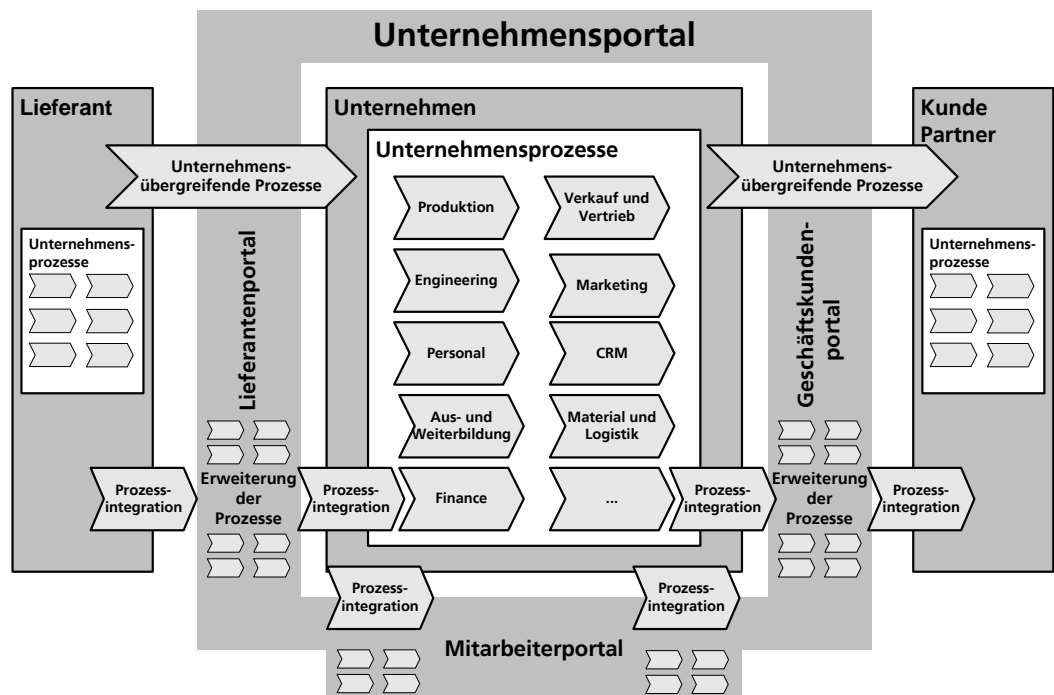 Unternehmensportal
Lieferant
Unternehmen
Kunde
Partner
Unternehmensprozesse
Unternehmens-
übergreifende Prozesse
Unternehmens-
übergreifende Prozesse
Produktion
Verkauf und
Vertrieb
Unternehmens-
prozesse
Lieferantenportal
Engineering
Marketing
Geschäftskunden-
portal
Unternehmens-
prozesse
Personal
CRM
Aus- und
Weiterbildung
Material und
Logistik
Prozess-
integration
Erweiterung
der
Prozesse
Prozess-
integration
Finance
...
Prozess-
integration
Erweiterung
der
Prozesse
Prozess-
integration
Prozess-
integration
Prozess-
integration
Mitarbeiterportal